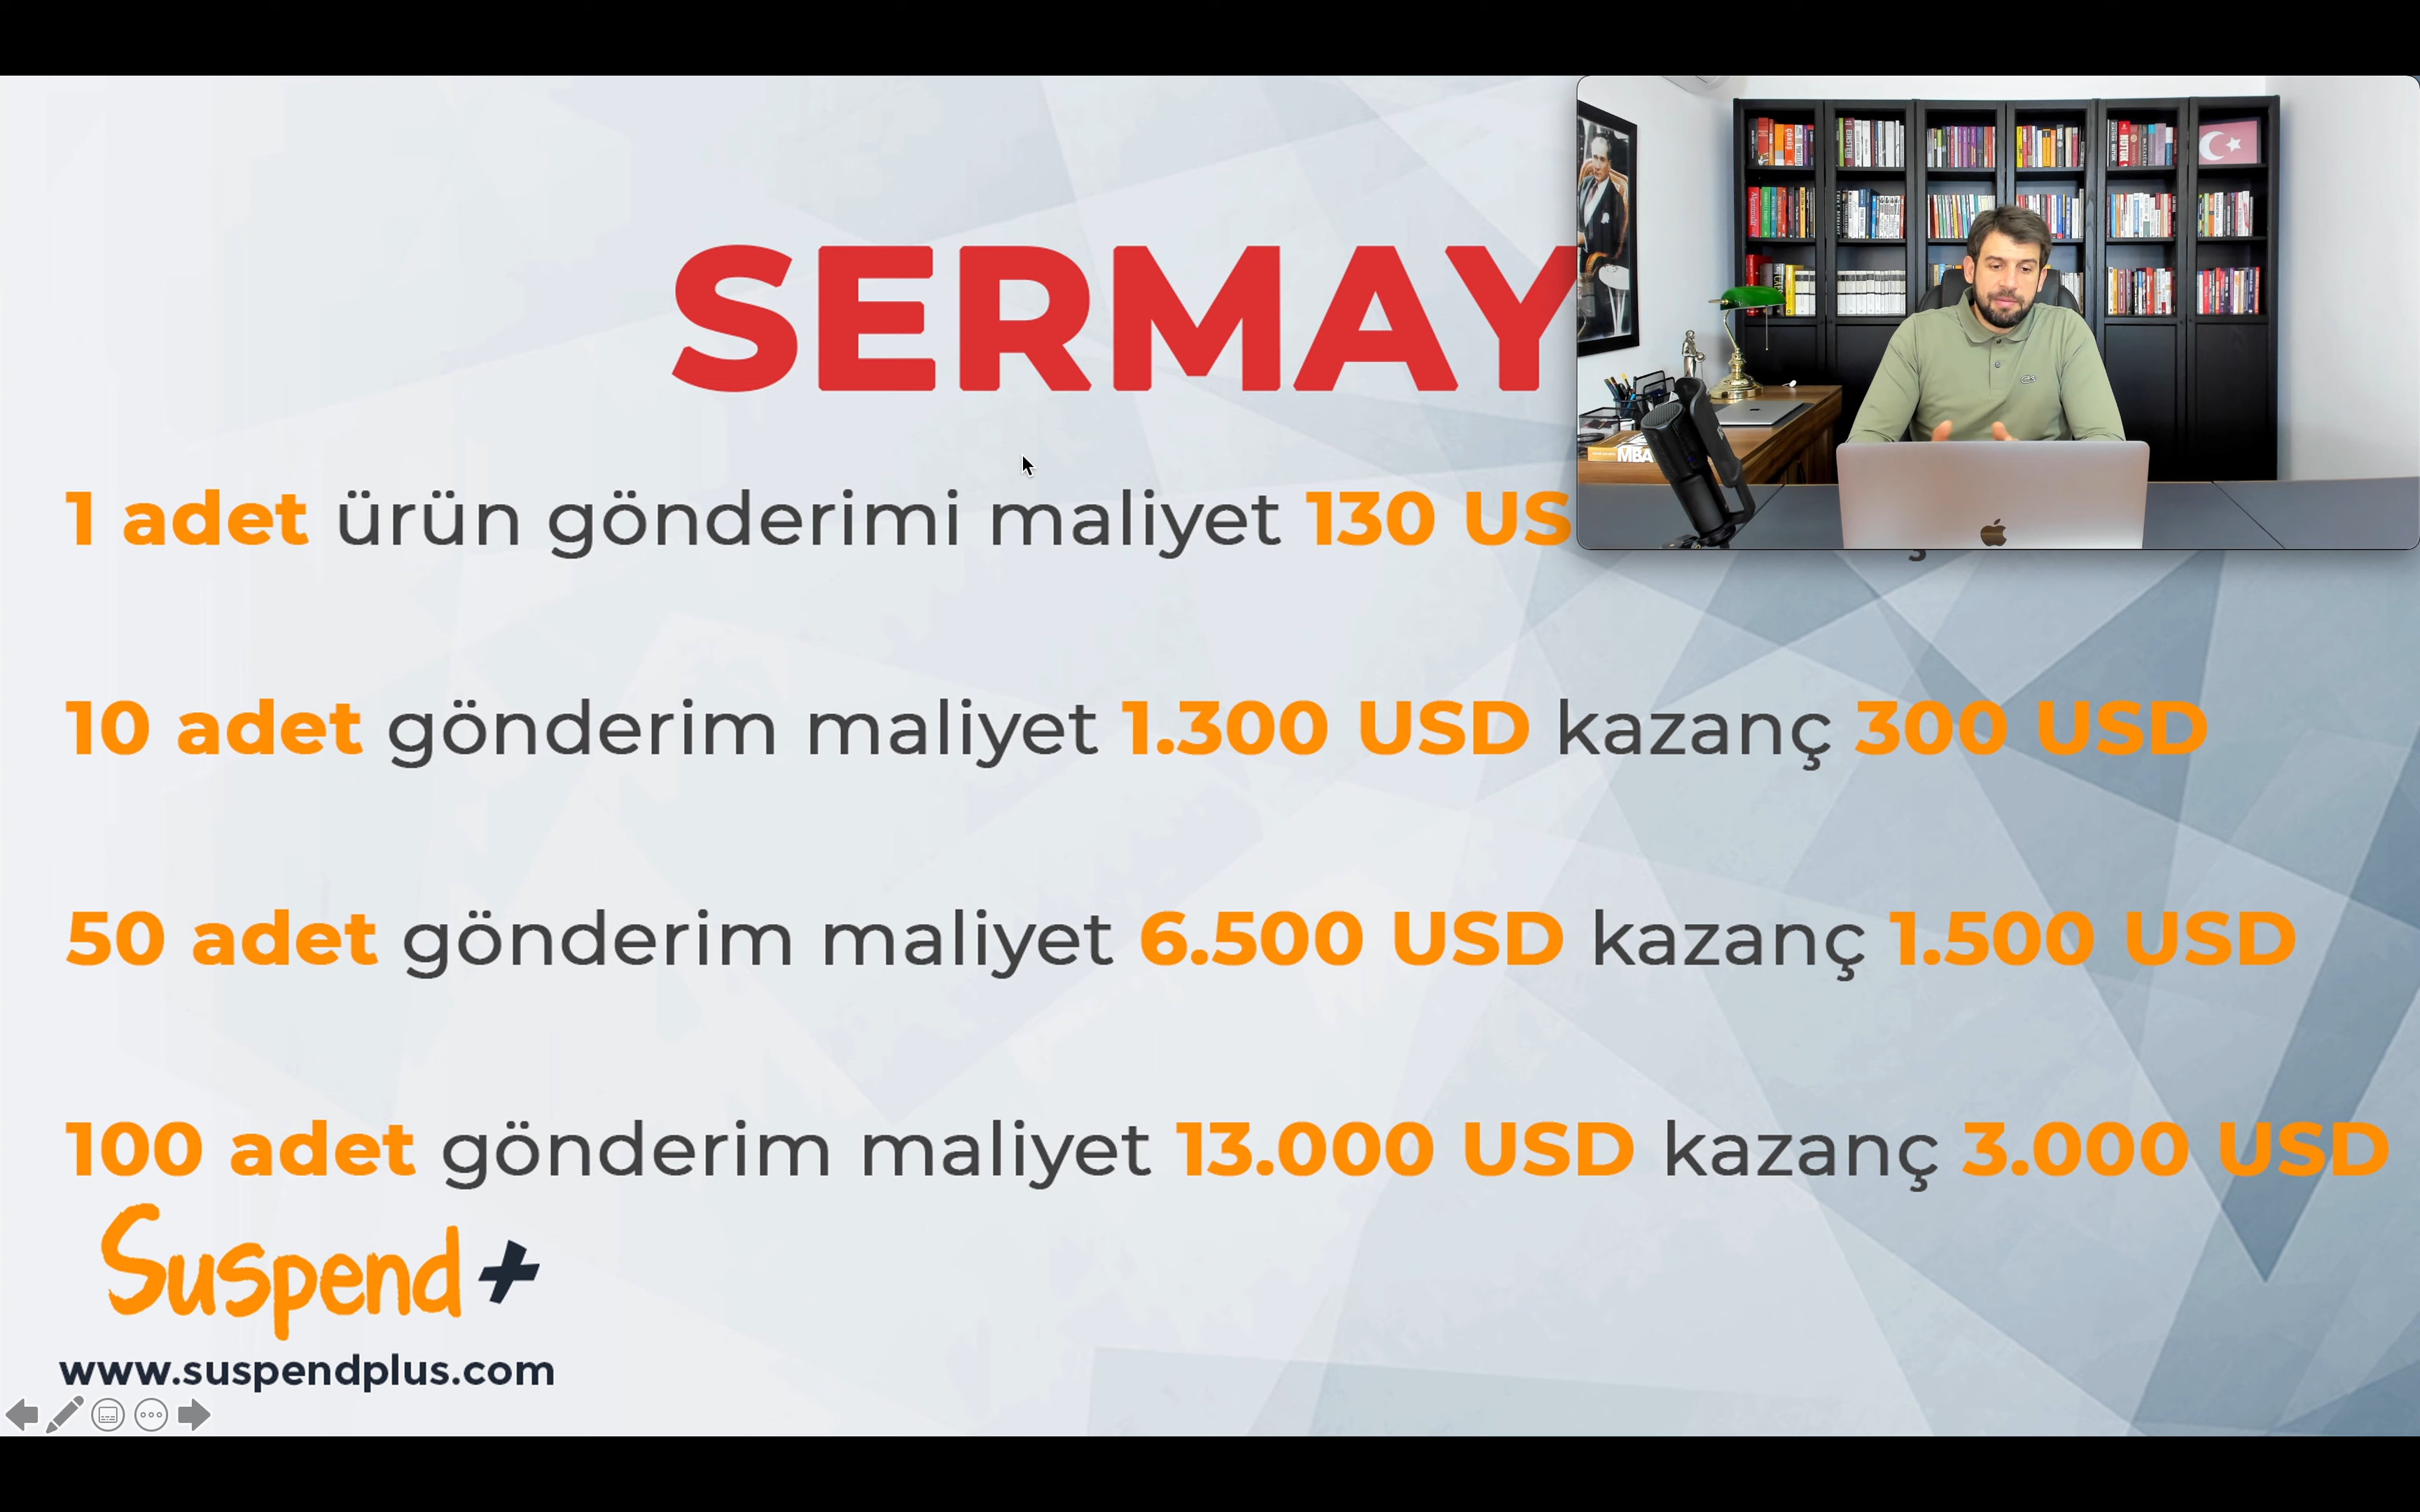 SERMAY
1 adet ürün gönderimi maliyet 130 US
10 adet gönderim maliyet 1.300 USD kazanç 300 USD
50 adet gönderim maliyet 6.500 USD kazanç 1.500 USD
100 adet gönderim maliyet 13.000 USD kazanç 3.000 USD
Suspend+
www.suspendplus.com
MBA